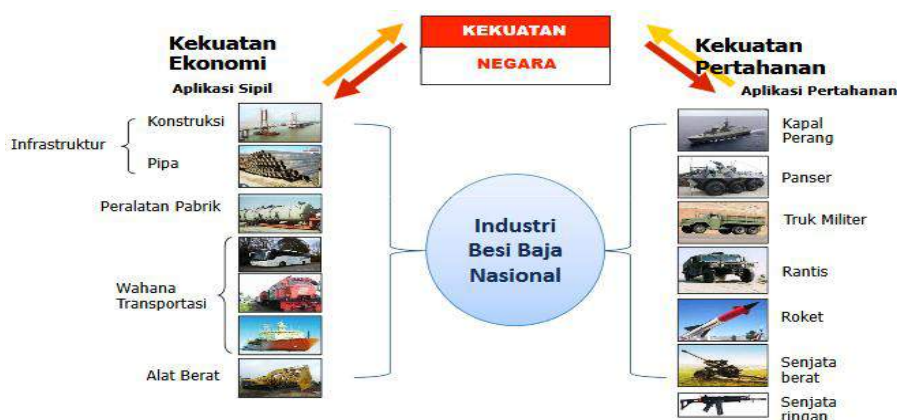 KEKUATAN
NEGARA
Kekuatan
Ekonomi
Aplikasi Sipil
Infrastruktur
Konstruksi
Pipa
Peralatan Pabrik
Wahana
Transportasi
Alat Berat
Industri
Besi Baja
Nasional
Kekuatan
Pertahanan
Aplikasi Pertahanan
Kapal
Perang
Panser
Truk Militer
Rantis
Roket
Senjata
berat
Senjata
ringan